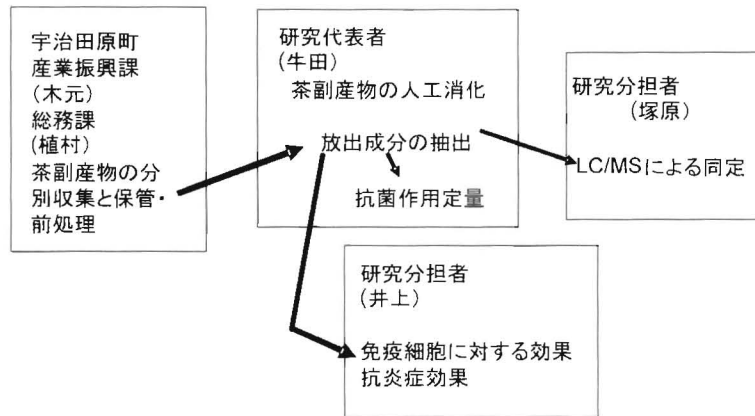 宇治田原町
産業振興課
(木元)
総務課
(植村)
茶副産物の分
別収集と保管・
前処理
研究代表者
(牛田)
茶副産物の人工消化
放出成分の抽出
抗菌作用定量
研究分担者
(塚原)
LC/MSによる同定
研究分担者
(井上)
免疫細胞に対する効果
抗炎症効果